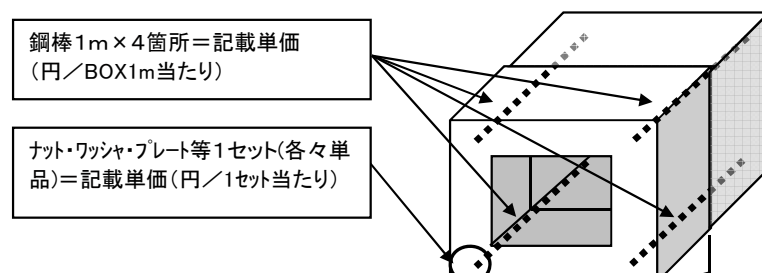 鋼棒1m×4箇所＝記載単価
(円／BOX1m当たり)
ナット・ワッシャ・プレート等1セット(各々単
品)＝記載単価(円／1セット当たり)